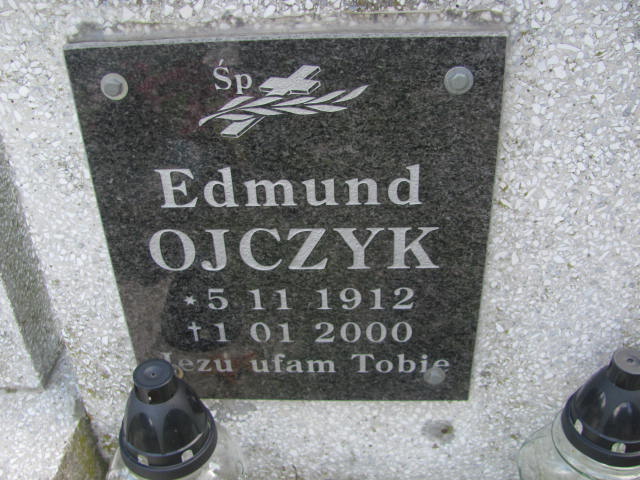 Śp
Edmund
OJCZYK
*5 11 1912
†1 01 2000
Jezu ufam Tobie